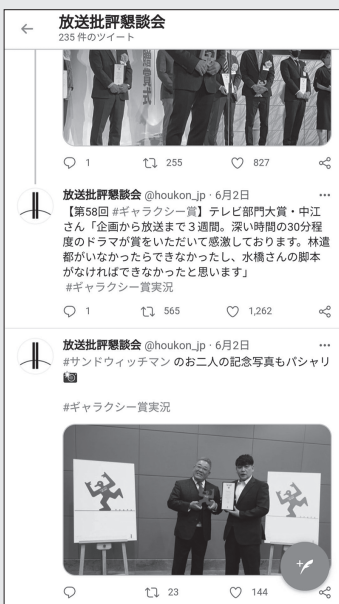 放送批評懇談会
235 件のツイート
1 255 827
放送批評懇談会 @houkon_jp · 6月2日
【第58回 #ギャラクシー賞】テレビ部門大賞・中江
さん「企画から放送まで３週間。深い時間の30分程
度のドラマが賞をいただいて感激しております。林遣
都がいなかったらできなかったし、水橋さんの脚本
がなければできなかったと思います」
#ギャラクシー賞実況
1 565 1,262
放送批評懇談会 @houkon_jp · 6月2日
#サンドウィッチマン のお二人の記念写真もパシャリ
📸
#ギャラクシー賞実況
23 144